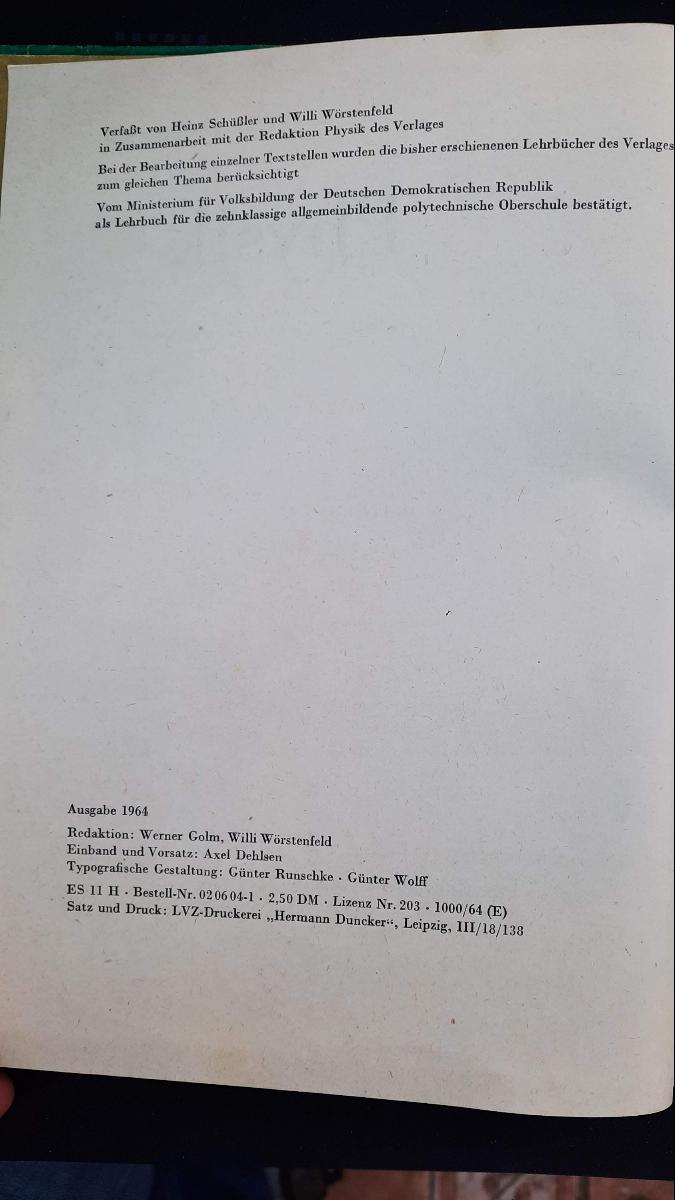 Verfaßt von Heinz Schüßler und Willi Wörstenfeld
in Zusammenarbeit mit der Redaktion Physik des Verlages
Bei der Bearbeitung einzelner Textstellen wurden die bisher erschienenen Lehrbücher des Verlages
zum gleichen Thema berücksichtigt
Vom Ministerium für Volksbildung der Deutschen Demokratischen Republik
als Lehrbuch für die zehnklassige allgemeinbildende polytechnische Oberschule bestätigt.
Ausgabe 1964
Redaktion: Werner Golm, Willi Wörstenfeld
Einband und Vorsatz: Axel Dehlsen
Typografische Gestaltung: Günter Runschke · Günter Wolff
ES 11 H · Bestell-Nr. 02 06 04-1 · 2,50 DM · Lizenz Nr. 203 · 1000/64 (E)
Satz und Druck: LVZ-Druckerei „Hermann Duncker“, Leipzig, III/18/138